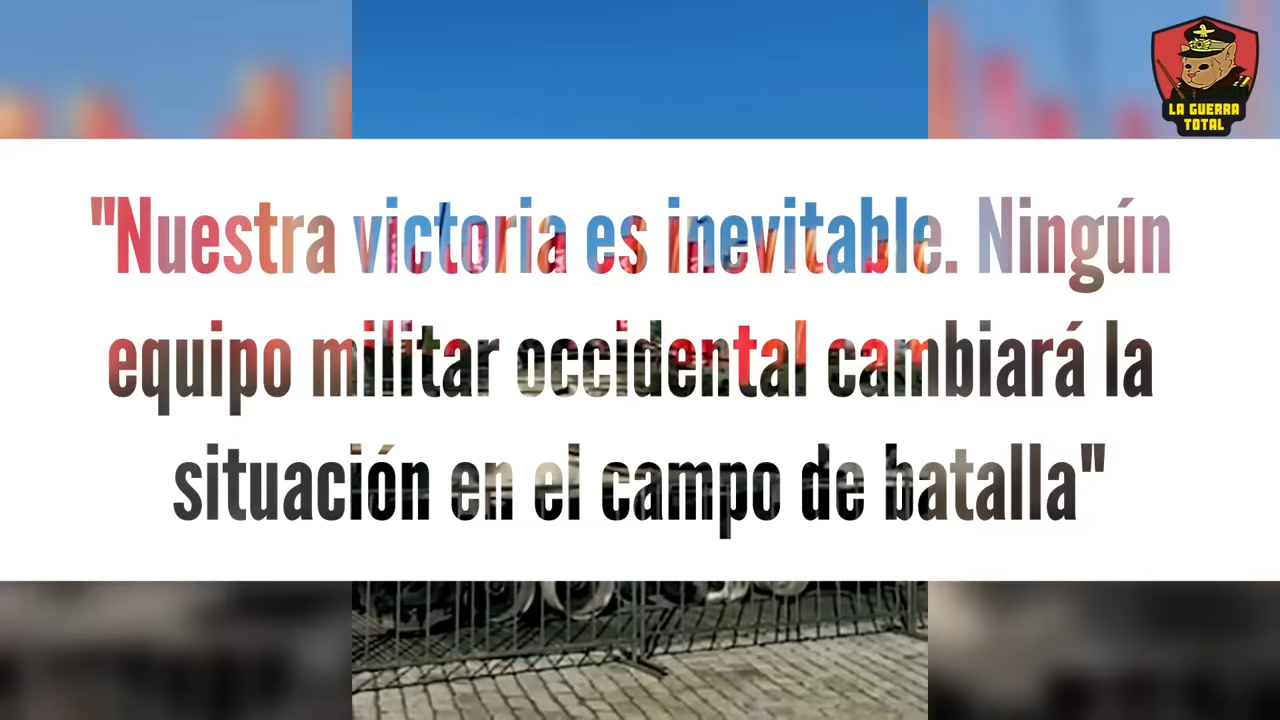 LA GUERRA
TOTAL
"Nuestra victoria es inevitable. Ningún
equipo militar occidental cambiará la
situación en el campo de batalla"